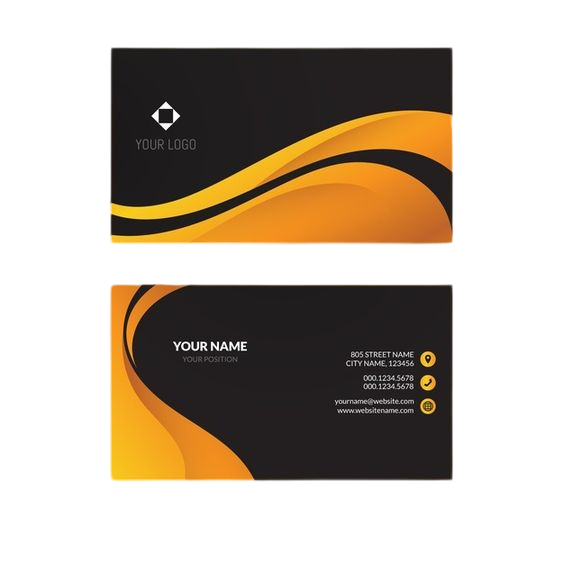 YOUR LOGO
YOUR NAME
YOUR POSITION
805 STREET NAME
CITY NAME, 123456
000.1234.5678
000.1234.5678
yourname@website.com
www.websitename.com